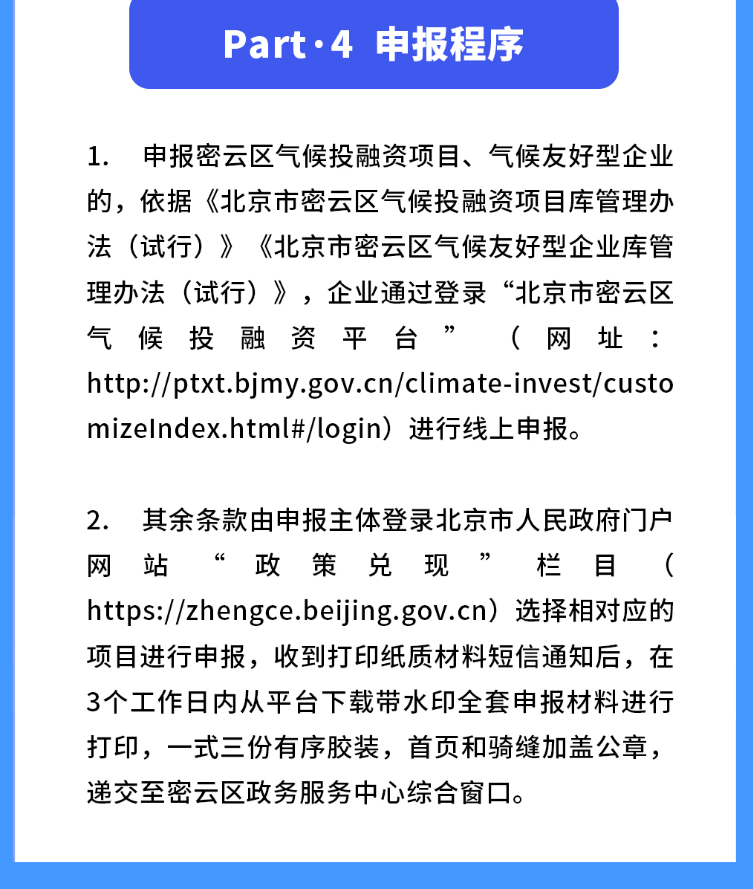 Part·4 申报程序
1. 申报密云区气候投融资项目、气候友好型企业
的，依据《北京市密云区气候投融资项目库管理办
法（试行）》《北京市密云区气候友好型企业库管
理办法（试行）》，企业通过登录“北京市密云区
气候投融资平台”（网址：
http://ptxt.bjmy.gov.cn/climate-invest/custo
mizeIndex.html#/login）进行线上申报。
2. 其余条款由申报主体登录北京市人民政府门户
网站“政策兑现”栏目（
https://zhengce.beijing.gov.cn）选择相对应的
项目进行申报，收到打印纸质材料短信通知后，在
3个工作日内从平台下载带水印全套申报材料进行
打印，一式三份有序胶装，首页和骑缝加盖公章，
递交至密云区政务服务中心综合窗口。